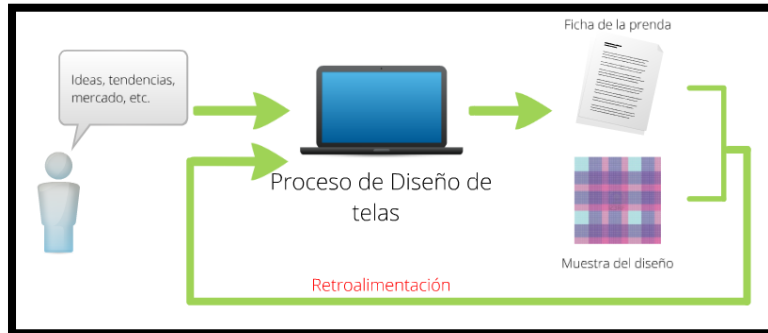 Ficha de la prenda
Ideas, tendencias,
mercado, etc.
Proceso de Diseño de
telas
Muestra del diseño
Retroalimentación